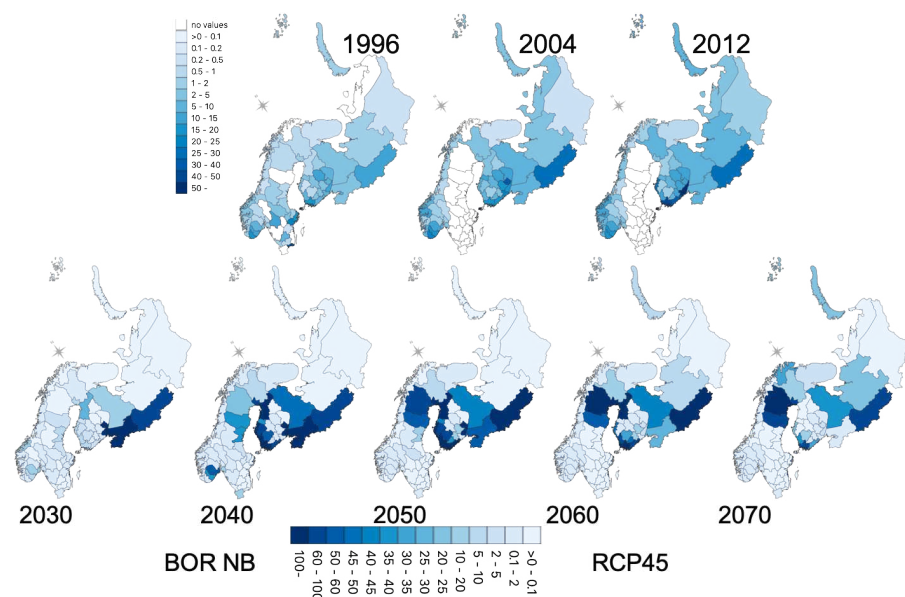 no values
>0 - 0.1
0.1 - 0.2
0.2 - 0.5
0.5 - 1
1 - 2
2 - 5
5 - 10
10 - 15
15 - 20
20 - 25
25 - 30
30 - 40
40 - 50
50 -
1996
2004
2012
2030
2040
2050
2060
2070
BOR NB
100-
60 - 100
50 - 60
45 - 50
40 - 45
35 - 40
30 - 35
25 - 30
20 - 25
10 - 20
5 - 10
2 - 5
0.1 - 2
>0 - 0.1
RCP45